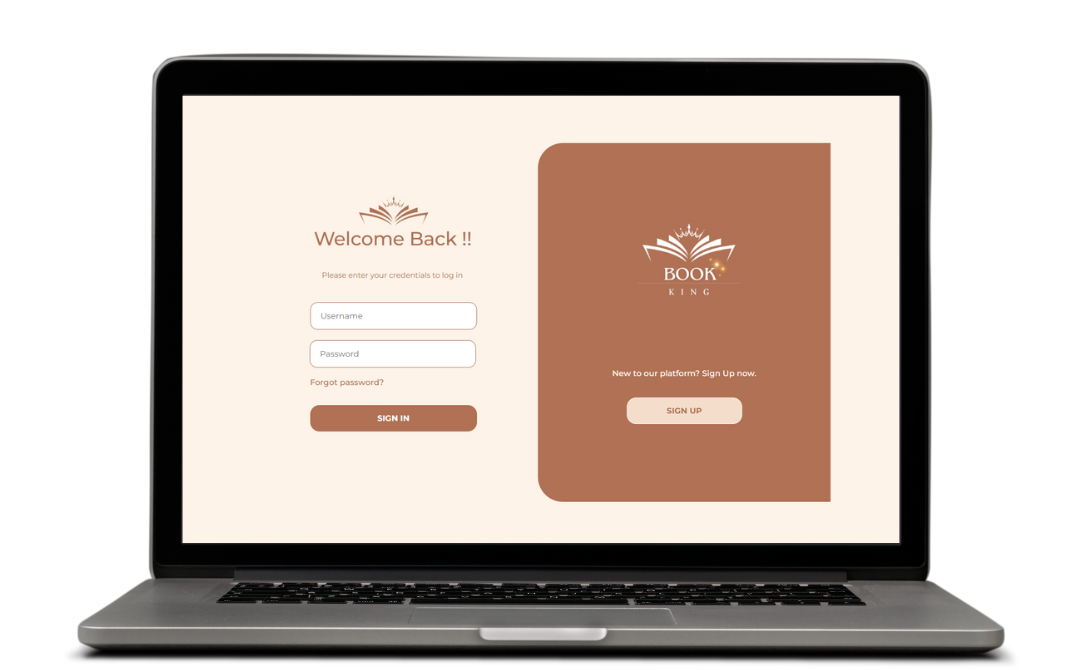 Welcome Back !!
Please enter your credentials to log in
Username
Password
Forgot password?
SIGN IN
BOOK
KING
New to our platform? Sign Up now.
SIGN UP